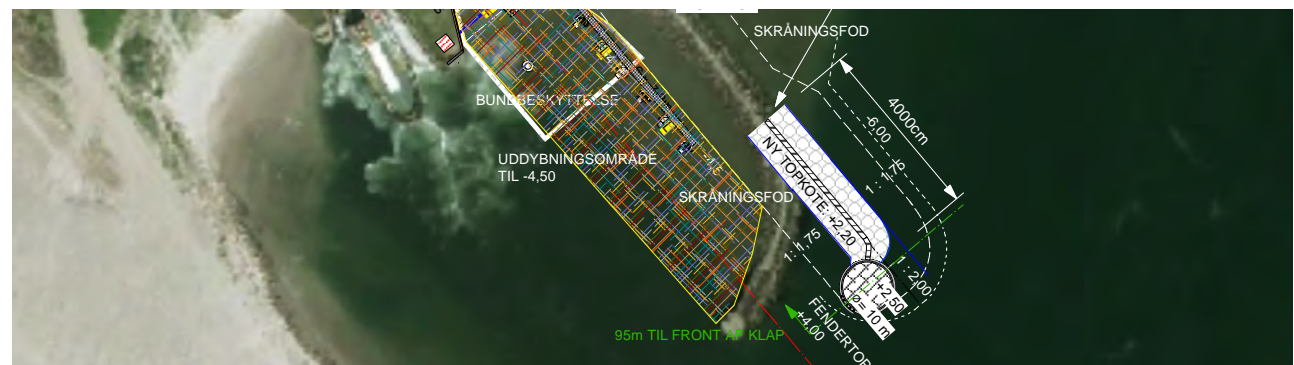 SKRÅNINGSFOD
4000cm
-6,00
1 : 1,75
BUNDBESKYTTELSE
NY TOPKOTE: +2,20
UDDYBNINGSOMRÅDE
TIL -4,50
SKRÅNINGSFOD
1: 1,75
1 : 2,00
+2,50
ø= 10 m
+4,00
95m TIL FRONT AF KLAP